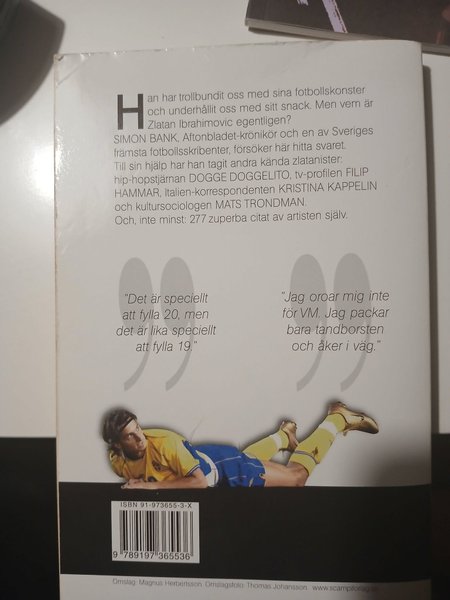 Han har trollbundit oss med sina fotbollskonster
och underhållit oss med sitt snack. Men vem är
Zlatan Ibrahimovic egentligen?
SIMON BANK, Aftonbladet-krönikör och en av Sveriges
främsta fotbollsskribenter, försöker här hitta svaret.
Till sin hjälp har han tagit andra kända zlatanister:
hip-hopstjärnan DOGGE DOGGELITO, tv-profilen FILIP
HAMMAR, Italien-korrespondenten KRISTINA KAPPELIN
och kultursociologen MATS TRONDMAN.
Och, inte minst: 277 zuperba citat av artisten själv.
"Det är speciellt
att fylla 20, men
det är lika speciellt
att fylla 19."
"Jag oroar mig inte
för VM. Jag packar
bara tandborsten
och åker i väg."
ISBN 91-973655-3-X
9 789197 365536
Omslag: Magnus Herbertsson Omslagsfoto: Thomas Johansson www.scampiforlag.se